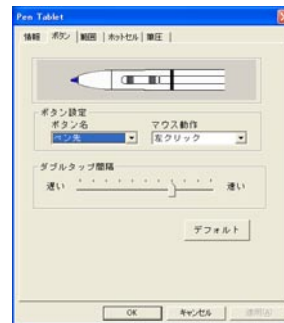 Pen Tablet
情報 ボタン 範囲 ホットセル 筆圧
ボタン設定
ボタン名 マウス動作
ペン先 左クリック
ダブルタップ間隔
遅い 速い
デフォルト
OK キャンセル 適用(A)